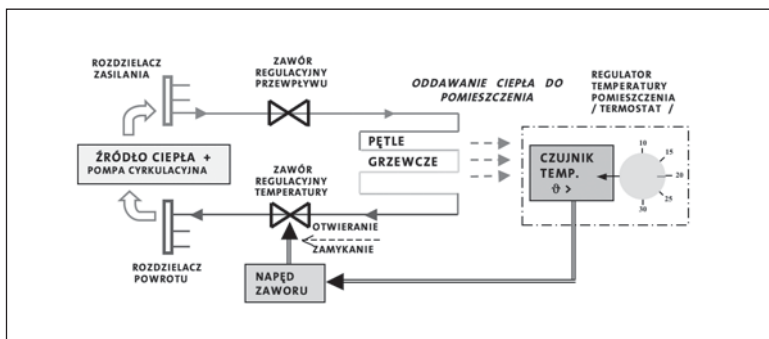 ROZDZIELACZ
ZASILANIA
ZAWÓR
REGULACYJNY
PRZEWPŁYWU
ODDAWANIE CIEPŁA DO
POMIESZCZENIA
REGULATOR
TEMPERATURY
POMIESZCZENIA
/ TERMOSTAT /
ŹRÓDŁO CIEPŁA +
POMPA CYRKULACYJNA
ZAWÓR
REGULACYJNY
TEMPERATURY
PĘTLE
GRZEWCZE
CZUJNIK
TEMP.
10
15
20
25
30
OTWIERANIE
ZAMYKANIE
ROZDZIELACZ
POWROTU
NAPĘD
ZAWORU